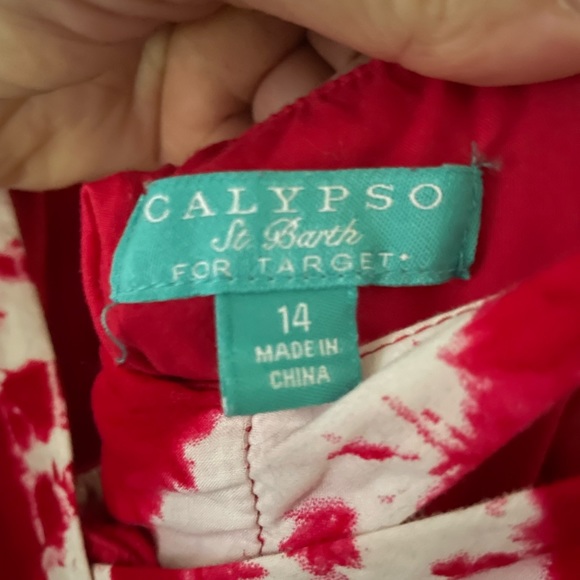 CALYPSO
St. Barth
FOR TARGET*
14
MADE IN
CHINA